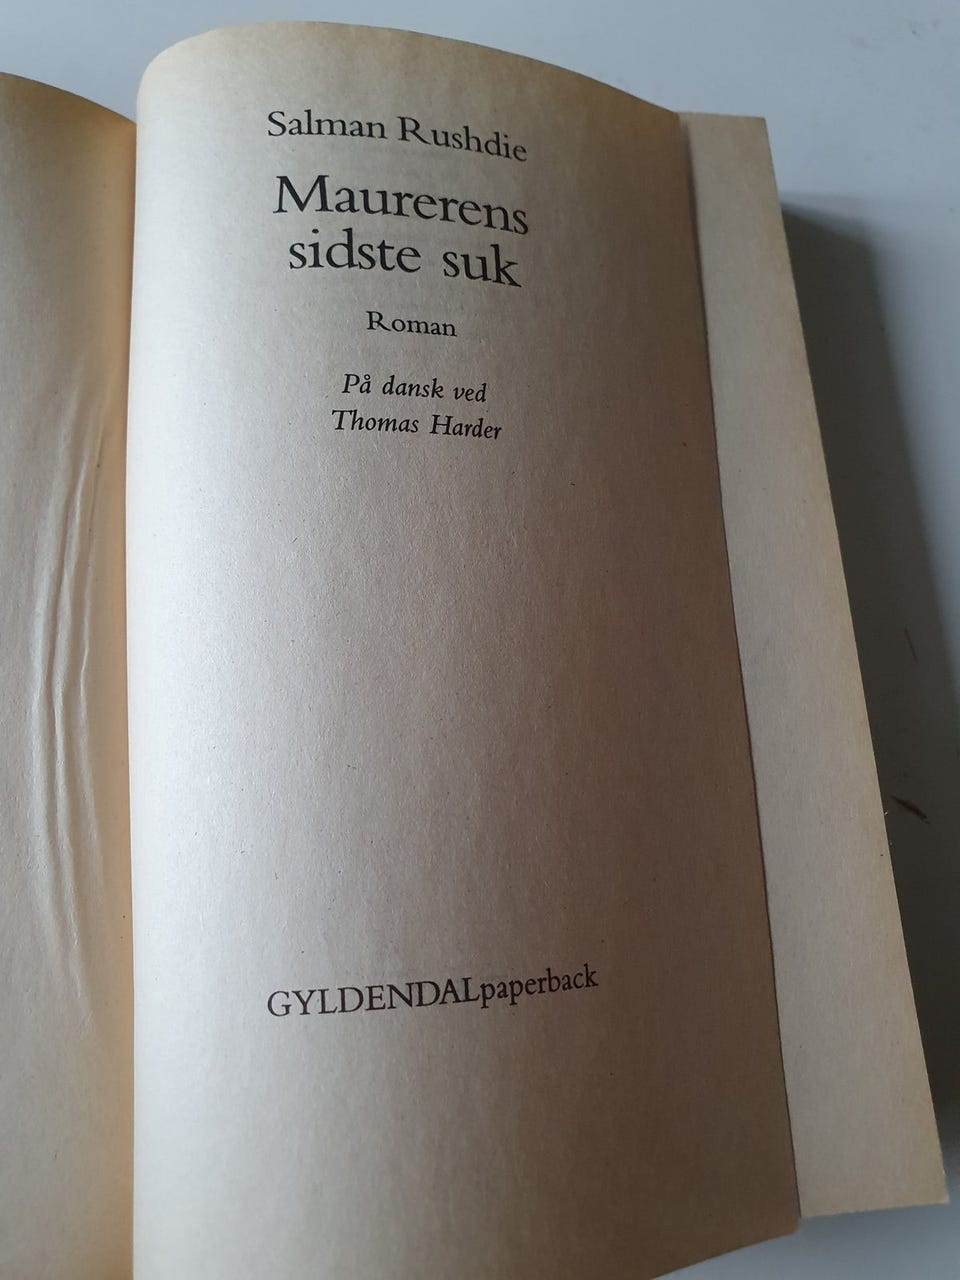 Salman Rushdie
Maurerens
sidste suk
Roman
På dansk ved
Thomas Harder
GYLDENDALpaperback